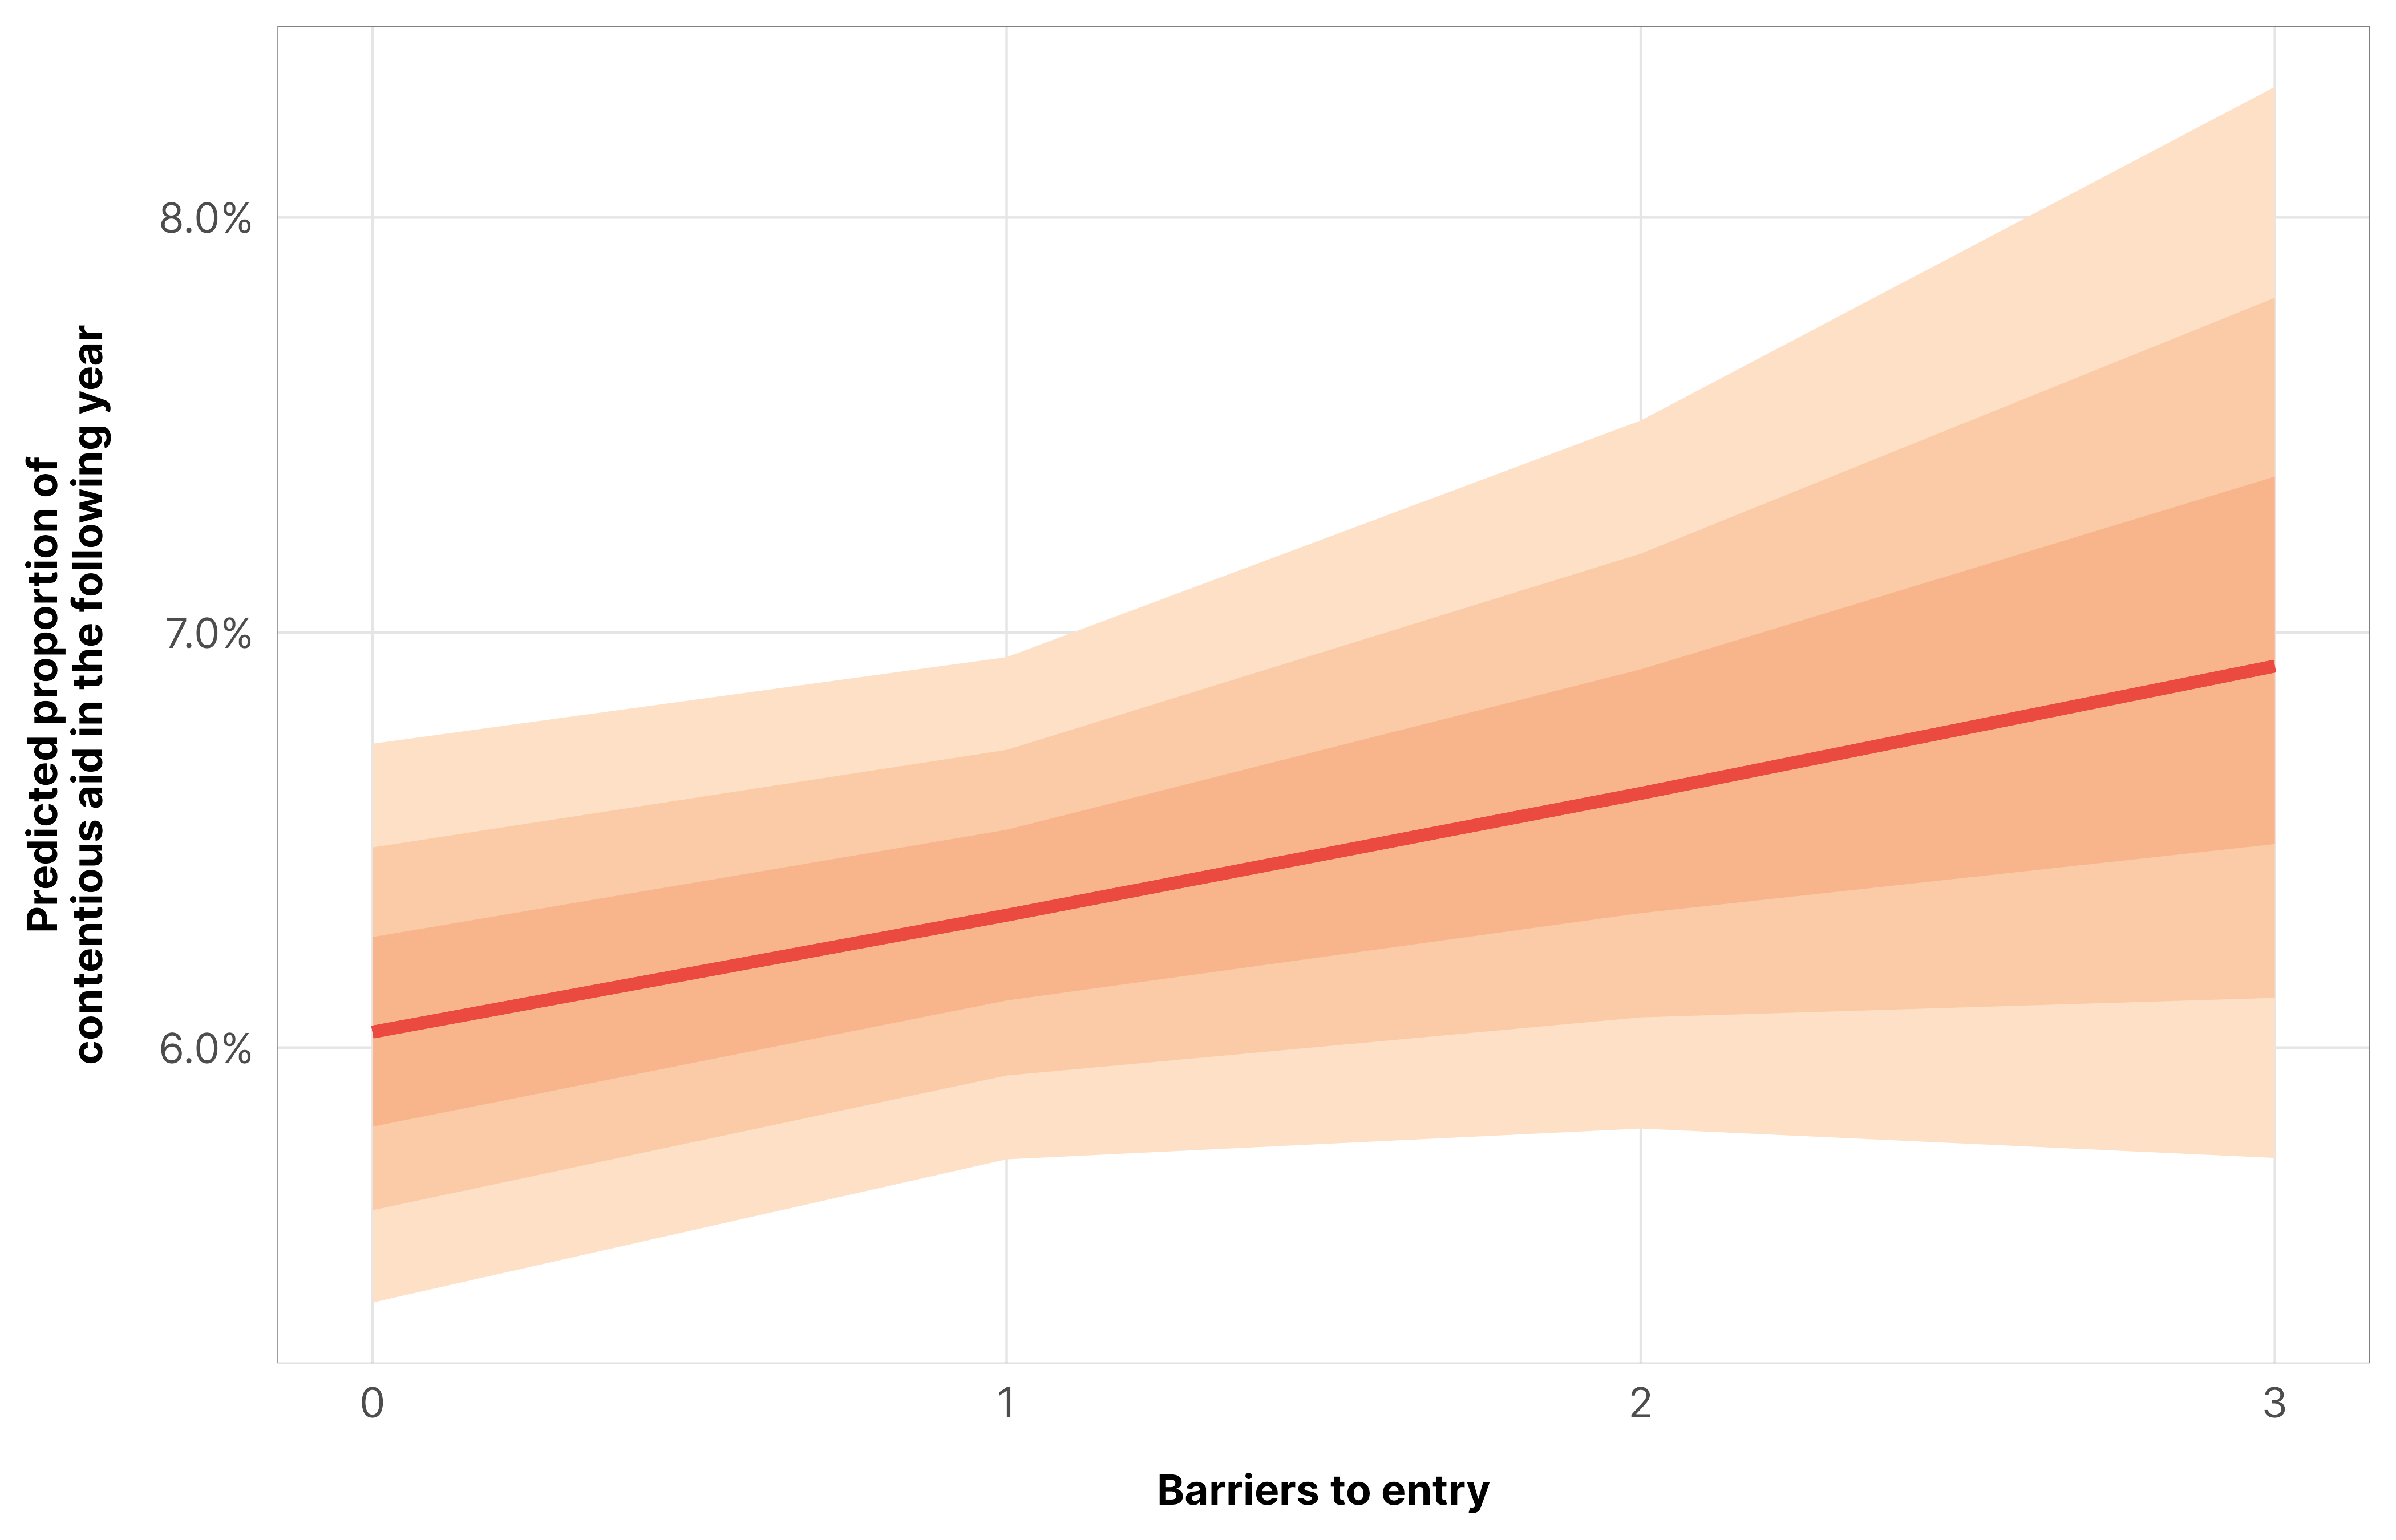 Predicted proportion of
contentious aid in the following year
8.0%
7.0%
6.0%
0
1
2
3
Barriers to entry